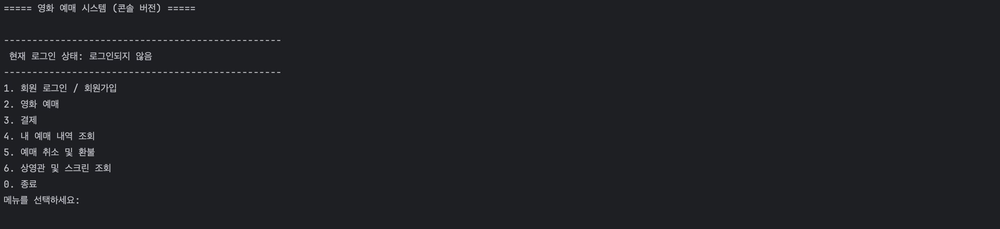 ===== 영화 예매 시스템 (콘솔 버전) =====
-------------------------------------------------
현재 로그인 상태: 로그인되지 않음
-------------------------------------------------
1. 회원 로그인 / 회원가입
2. 영화 예매
3. 결제
4. 내 예매 내역 조회
5. 예매 취소 및 환불
6. 상영관 및 스크린 조회
0. 종료
메뉴를 선택하세요: